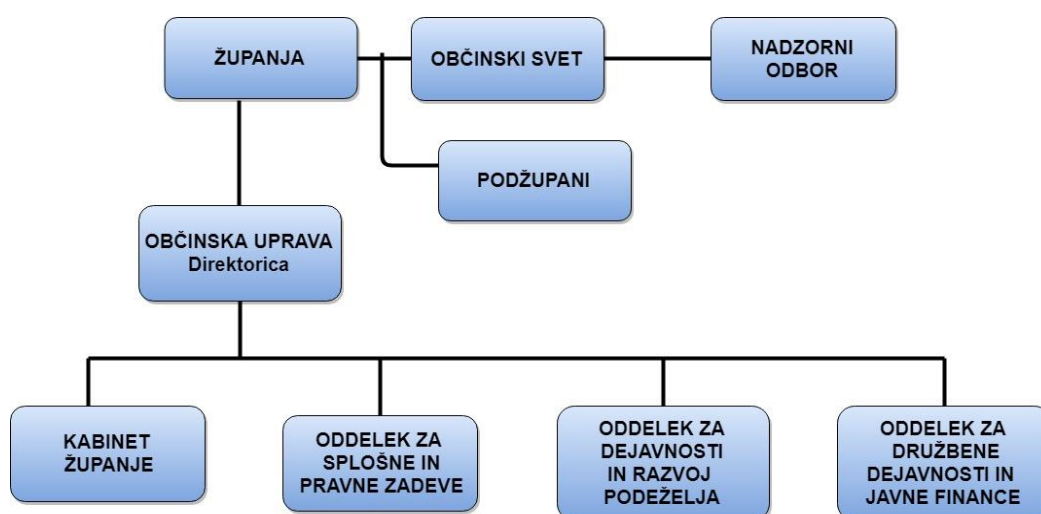 ŽUPANJA
OBČINSKI SVET
NADZORNI
ODBOR
PODŽUPANI
OBČINSKA UPRAVA
Direktorica
KABINET
ŽUPANJE
ODDELEK ZA
SPLOŠNE IN
PRAVNE ZADEVE
ODDELEK ZA
DEJAVNOSTI
IN RAZVOJ
PODEŽELJA
ODDELEK ZA
DRUŽBENE
DEJAVNOSTI IN
JAVNE FINANCE